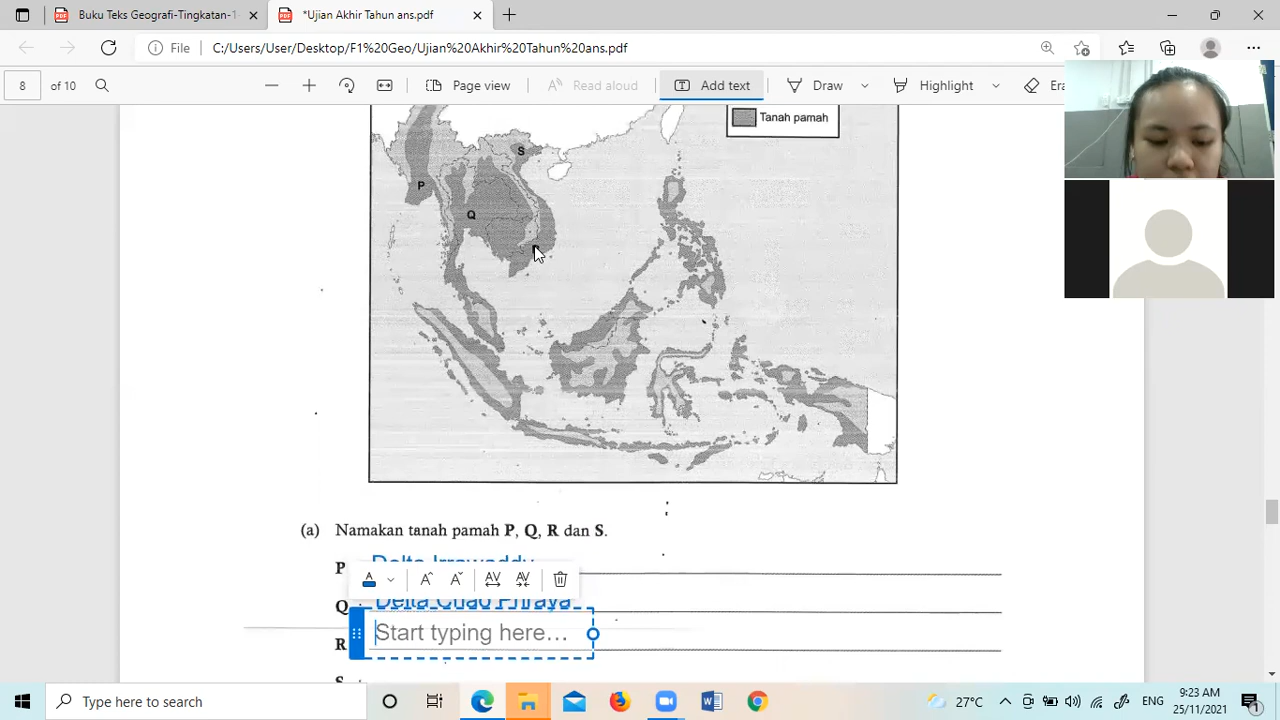 Buku Teks Geografi-Tingkatan-1
*Ujian Akhir Tahun ans.pdf
File
C:/Users/User/Desktop/F1%20Geo/Ujian%20Akhir%20Tahun%20ans.pdf
8 of 10
Page view
Read aloud
Add text
Draw
Highlight
Era
Tanah pamah
S
P
Q
(a) Namakan tanah pamah P, Q, R dan S.
P Delta Irrawaddy
Q Delta Chao Phraya
R Start typing here...
S
Type here to search
27°C
ENG
9:23 AM
25/11/2021
1